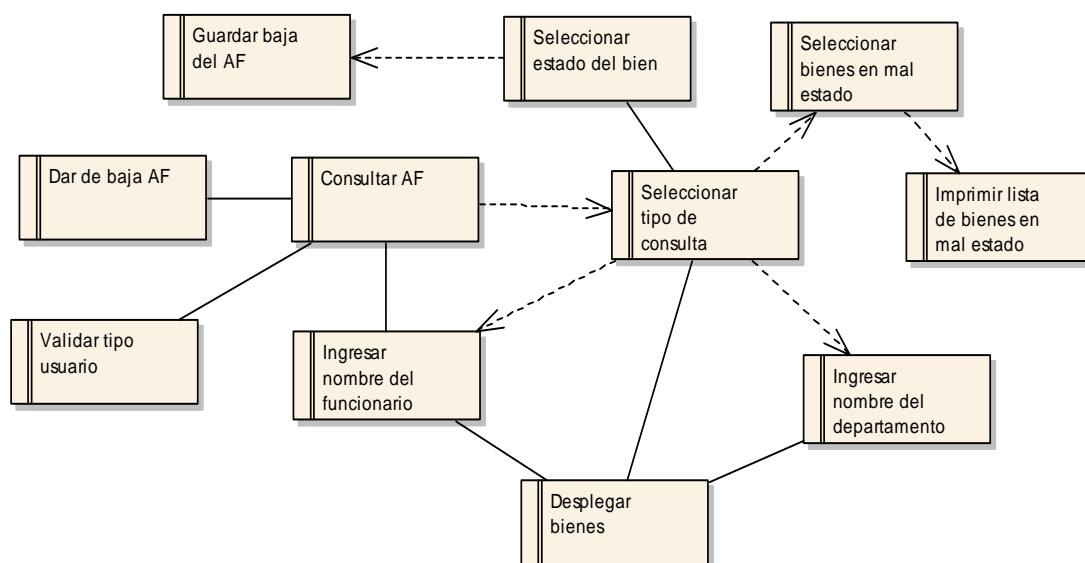 Guardar baja
del AF
Seleccionar
estado del bien
Seleccionar
bienes en mal
estado
Dar de baja AF
Consultar AF
Seleccionar
tipo de
consulta
Imprimir lista
de bienes en
mal estado
Validar tipo
usuario
Ingresar
nombre del
funcionario
Ingresar
nombre del
departamento
Desplegar
bienes